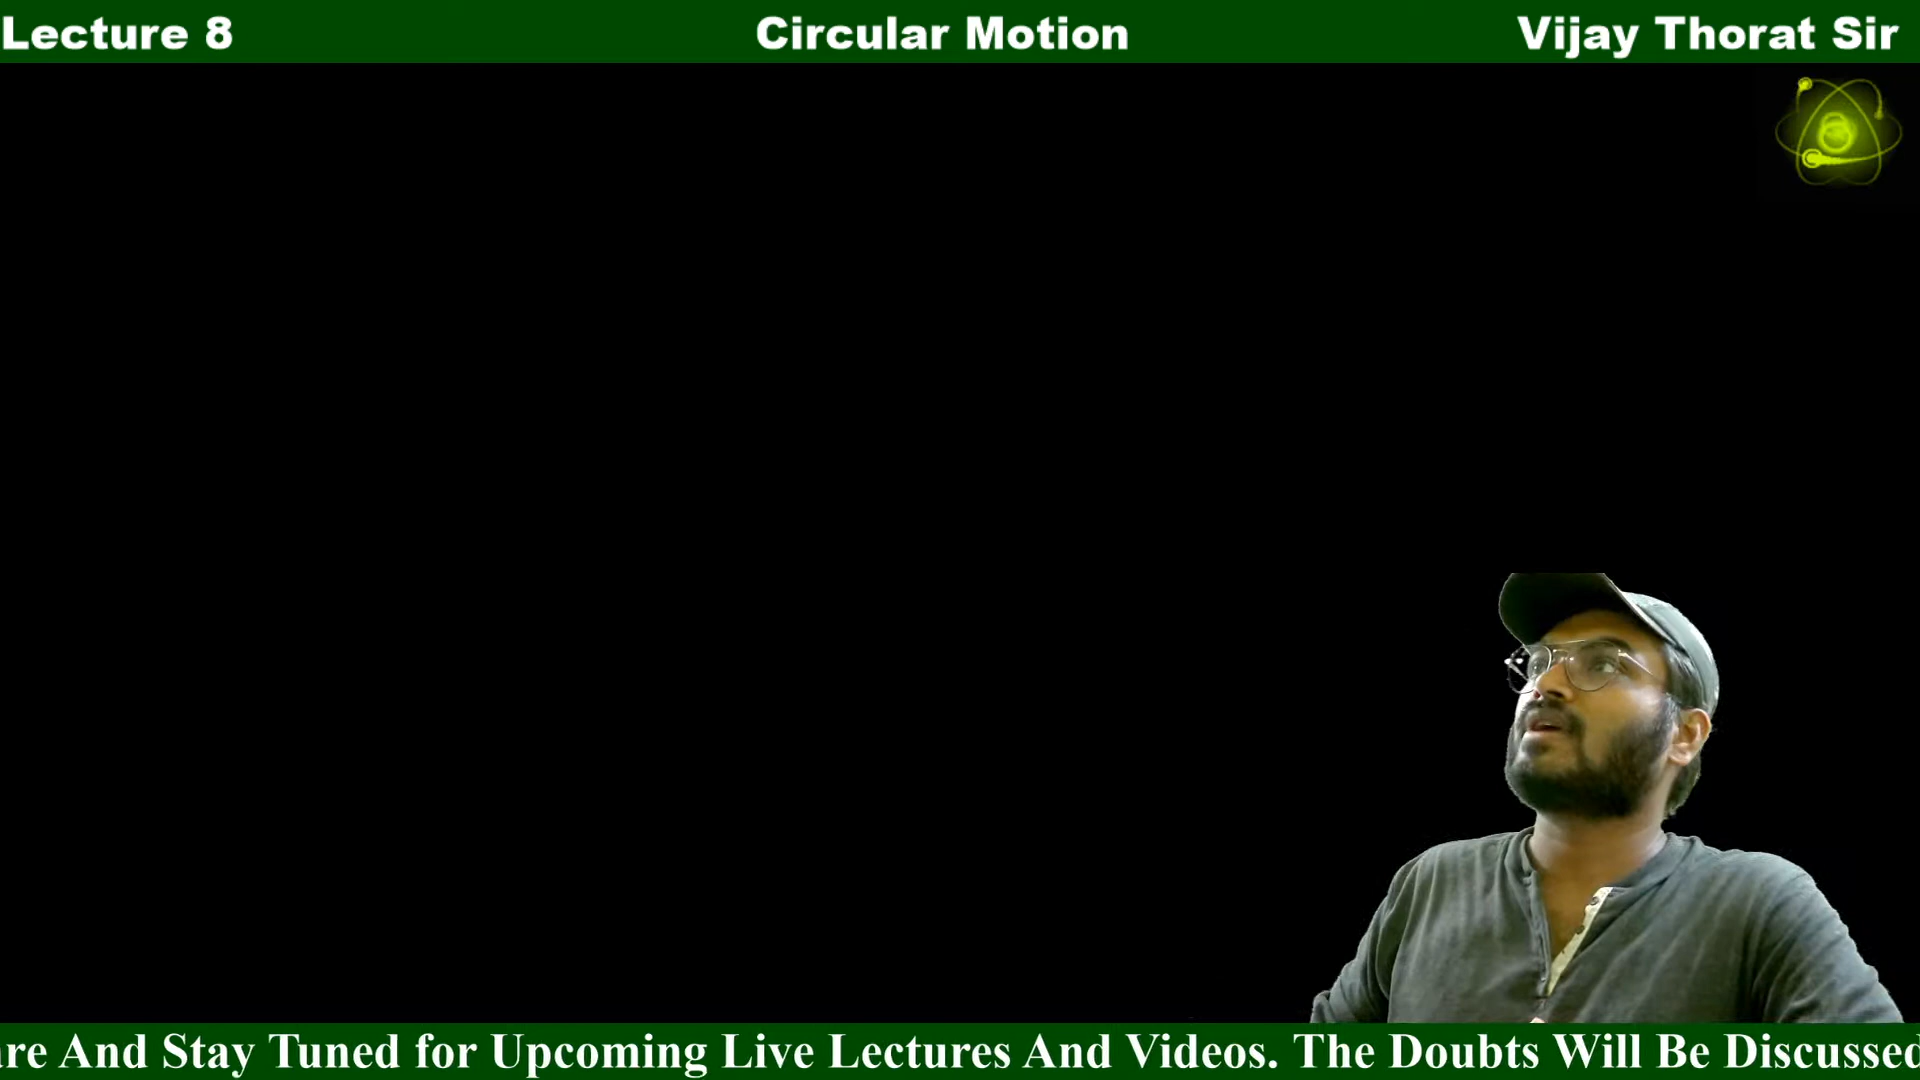 Lecture 8
Circular Motion
Vijay Thorat Sir
And Stay Tuned for Upcoming Live Lectures And Videos. The Doubts Will Be Discussed